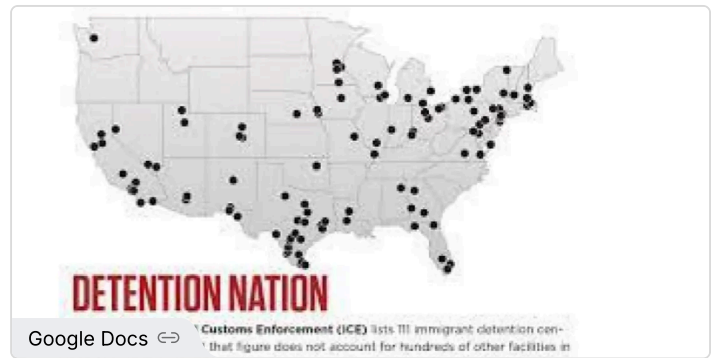 DETENTION NATION
Customs Enforcement (ICE) lists 111 immigrant detention cen-
that figure does not account for hundreds of other facilities in
Google Docs